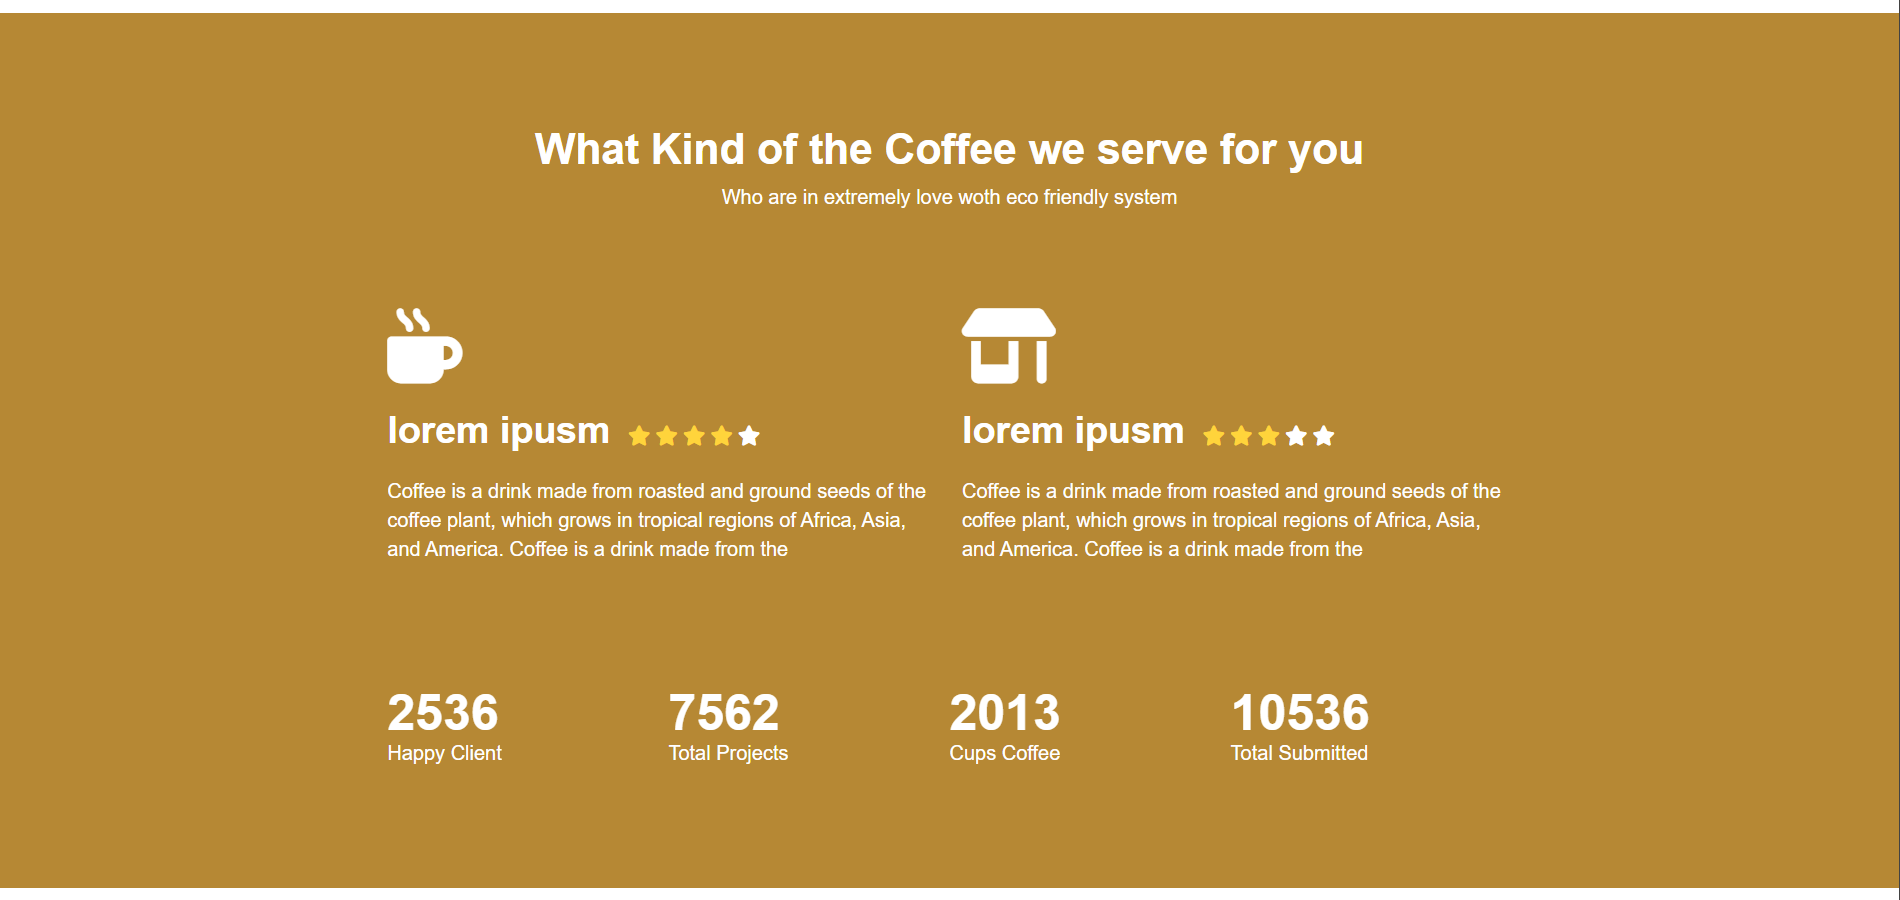 What Kind of the Coffee we serve for you
Who are in extremely love woth eco friendly system
lorem ipusm
Coffee is a drink made from roasted and ground seeds of the
coffee plant, which grows in tropical regions of Africa, Asia,
and America. Coffee is a drink made from the
lorem ipusm
Coffee is a drink made from roasted and ground seeds of the
coffee plant, which grows in tropical regions of Africa, Asia,
and America. Coffee is a drink made from the
2536
Happy Client
7562
Total Projects
2013
Cups Coffee
10536
Total Submitted